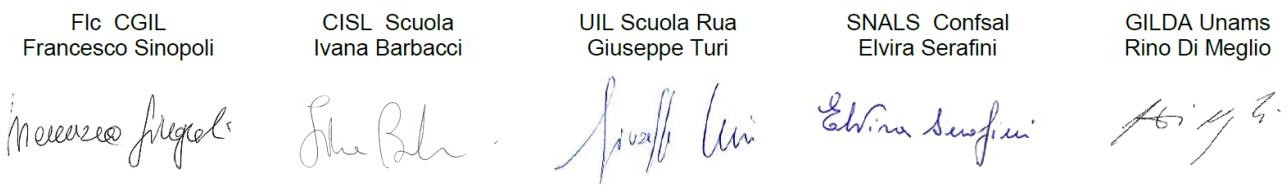 Flc CGIL
Francesco Sinopoli
CISL Scuola
Ivana Barbacci
UIL Scuola Rua
Giuseppe Turi
SNALS Confsal
Elvira Serafini
GILDA Unams
Rino Di Meglio
Elvira Serafini